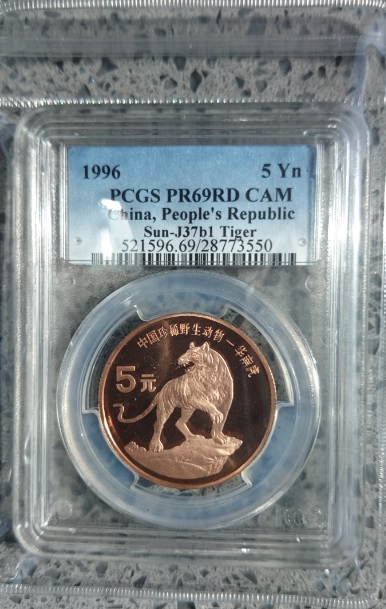 1996 5 Yn
PCGS PR69RD CAM
China, People's Republic
Sun-J37b1 Tiger
521596.69/28773550
中国珍稀野生动物—华南虎
5元